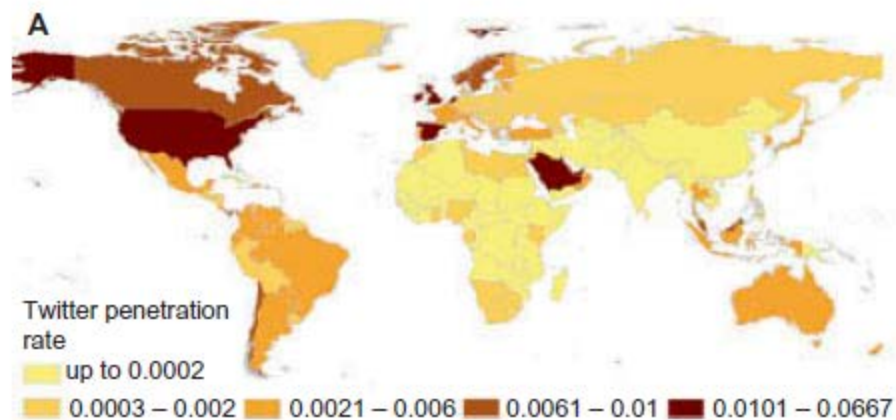 A
Twitter penetration
rate
up to 0.0002
0.0003 – 0.002 0.0021 – 0.006 0.0061 – 0.01 0.0101 – 0.0667